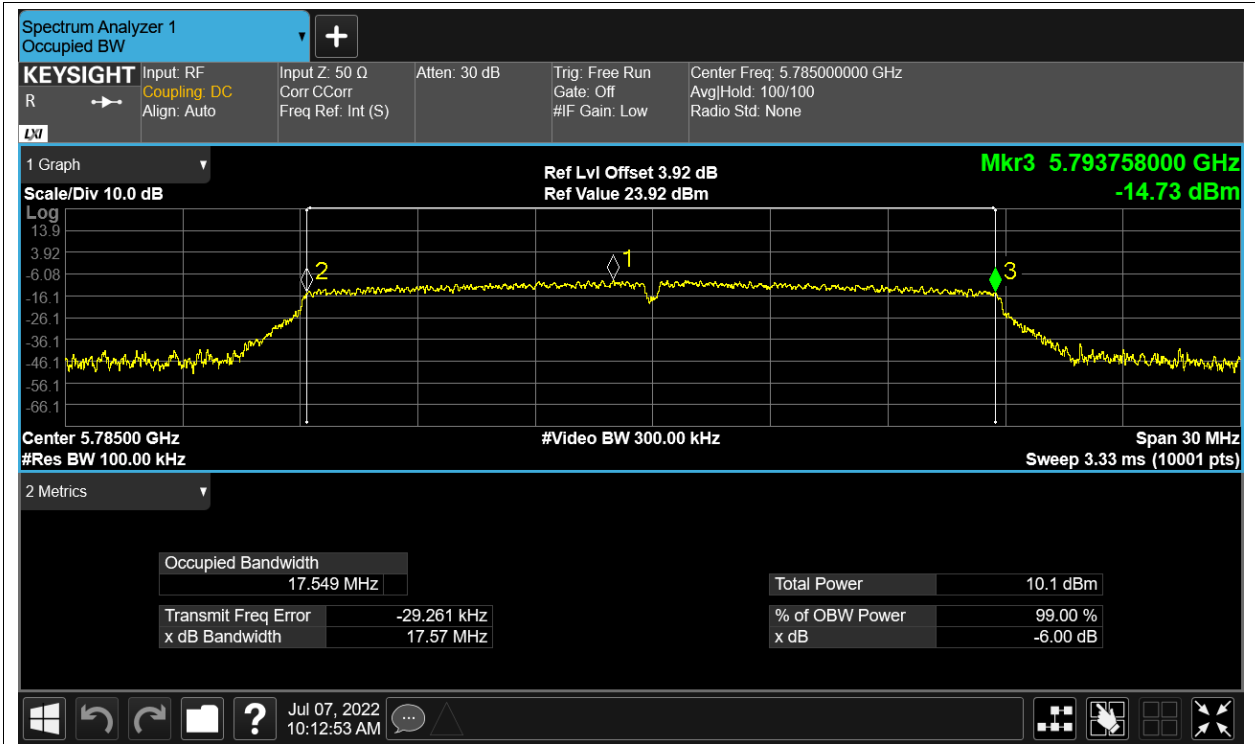 Spectrum Analyzer 1
Occupied BW
KEYSIGHT
R
LXI
Input: RF
Coupling: DC
Align: Auto
Input Z: 50 Ω
Corr CCorr
Freq Ref: Int (S)
Atten: 30 dB
Trig: Free Run
Gate: Off
#IF Gain: Low
Center Freq: 5.785000000 GHz
Avg|Hold: 100/100
Radio Std: None
1 Graph
Scale/Div 10.0 dB
Ref Lvl Offset 3.92 dB
Ref Value 23.92 dBm
Mkr3 5.793758000 GHz
-14.73 dBm
Log
13.9
3.92
-6.08
-16.1
-26.1
-36.1
-46.1
-56.1
-66.1
2
1
3
Center 5.78500 GHz
#Res BW 100.00 kHz
#Video BW 300.00 kHz
Span 30 MHz
Sweep 3.33 ms (10001 pts)
2 Metrics
Occupied Bandwidth
17.549 MHz
Transmit Freq Error -29.261 kHz
x dB Bandwidth 17.57 MHz
Total Power 10.1 dBm
% of OBW Power 99.00 %
x dB -6.00 dB
?
Jul 07, 2022
10:12:53 AM